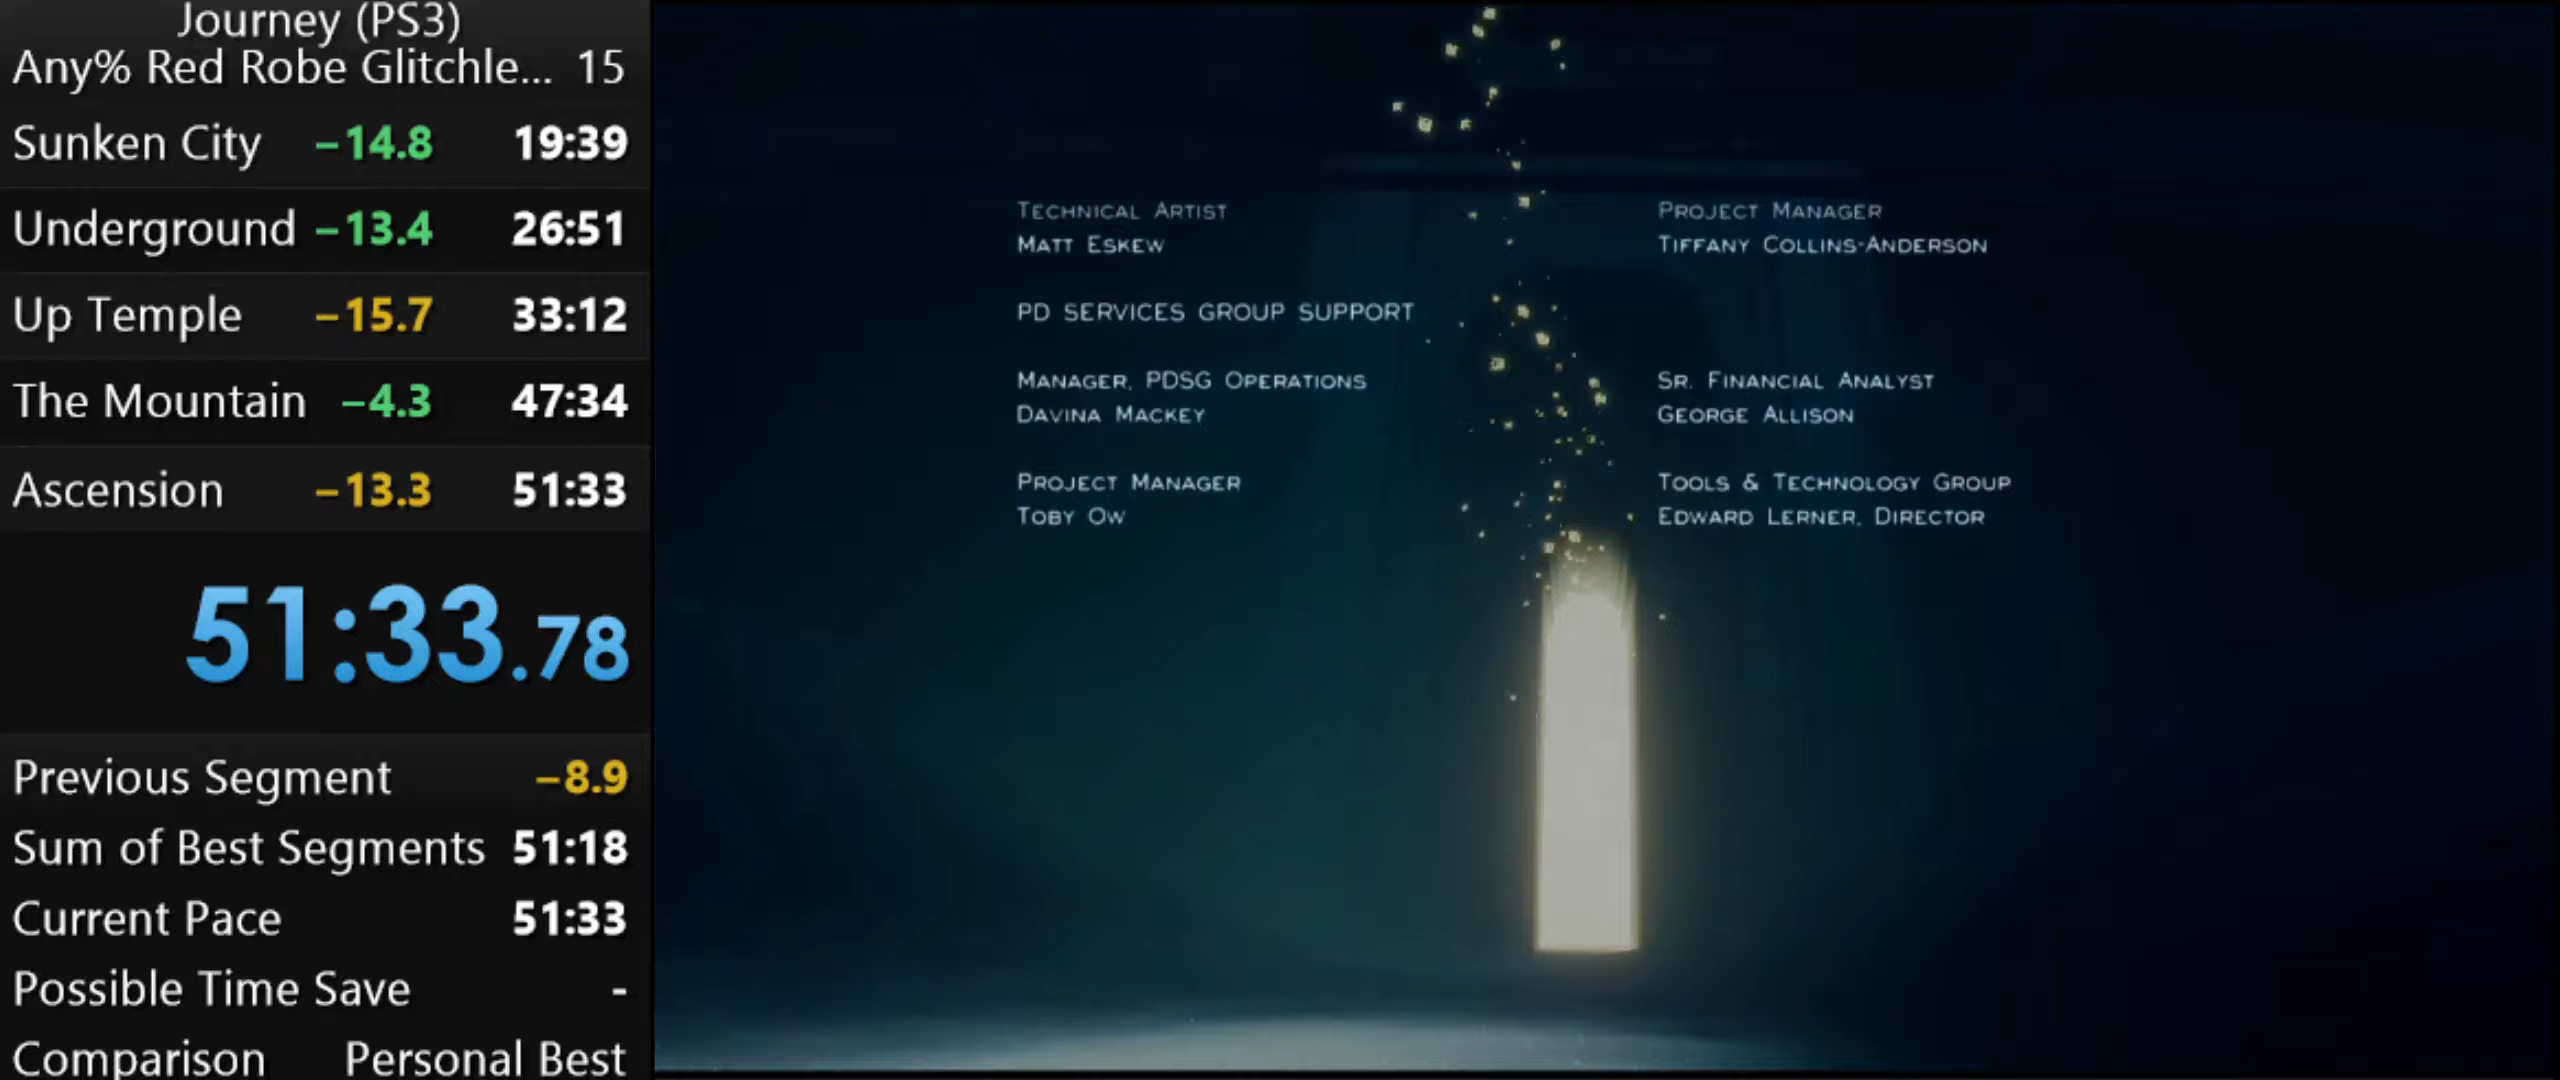 Journey (PS3)
Any% Red Robe Glitchle... 15
Sunken City −14.8 19:39
Underground −13.4 26:51
Up Temple −15.7 33:12
The Mountain −4.3 47:34
Ascension −13.3 51:33
51:33.78
Previous Segment −8.9
Sum of Best Segments 51:18
Current Pace 51:33
Possible Time Save -
Comparison Personal Best
TECHNICAL ARTIST
MATT ESKEW
PD SERVICES GROUP SUPPORT
MANAGER, PDSG OPERATIONS
DAVINA MACKEY
PROJECT MANAGER
TOBY OW
PROJECT MANAGER
TIFFANY COLLINS-ANDERSON
SR. FINANCIAL ANALYST
GEORGE ALLISON
TOOLS & TECHNOLOGY GROUP
EDWARD LERNER, DIRECTOR